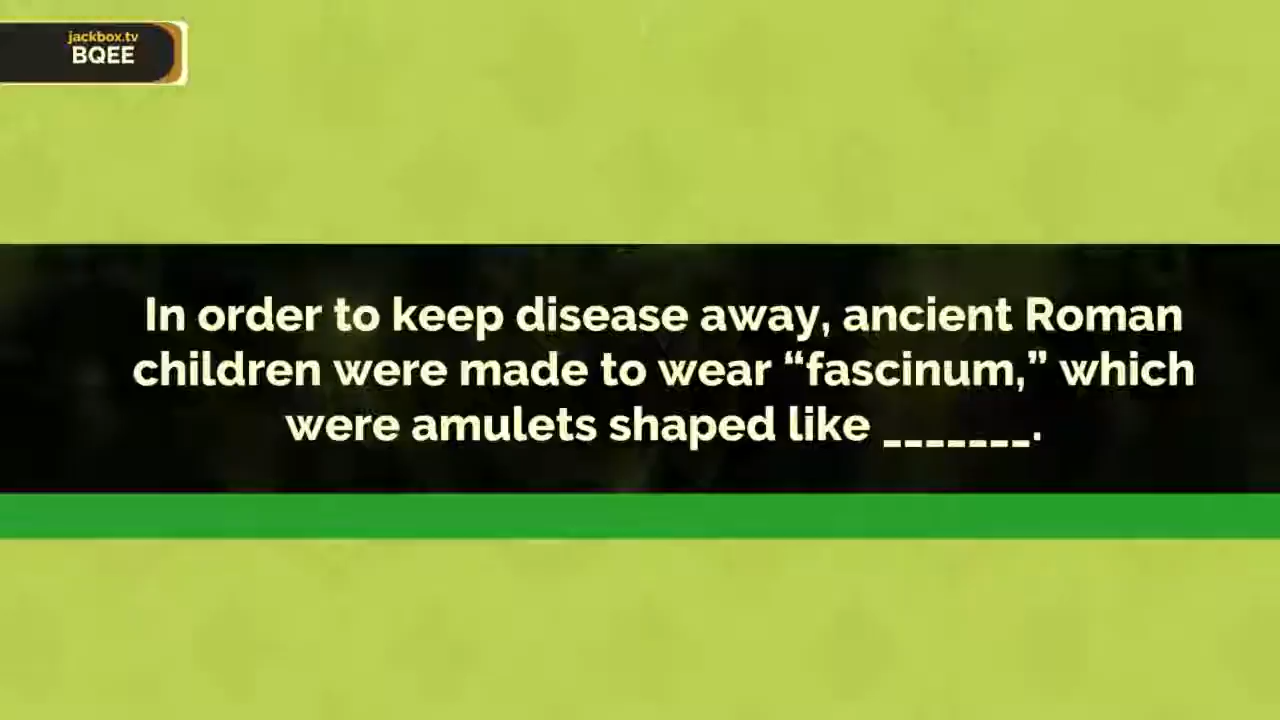 jackbox.tv
BQEE
In order to keep disease away, ancient Roman
children were made to wear “fascinum,” which
were amulets shaped like _______.